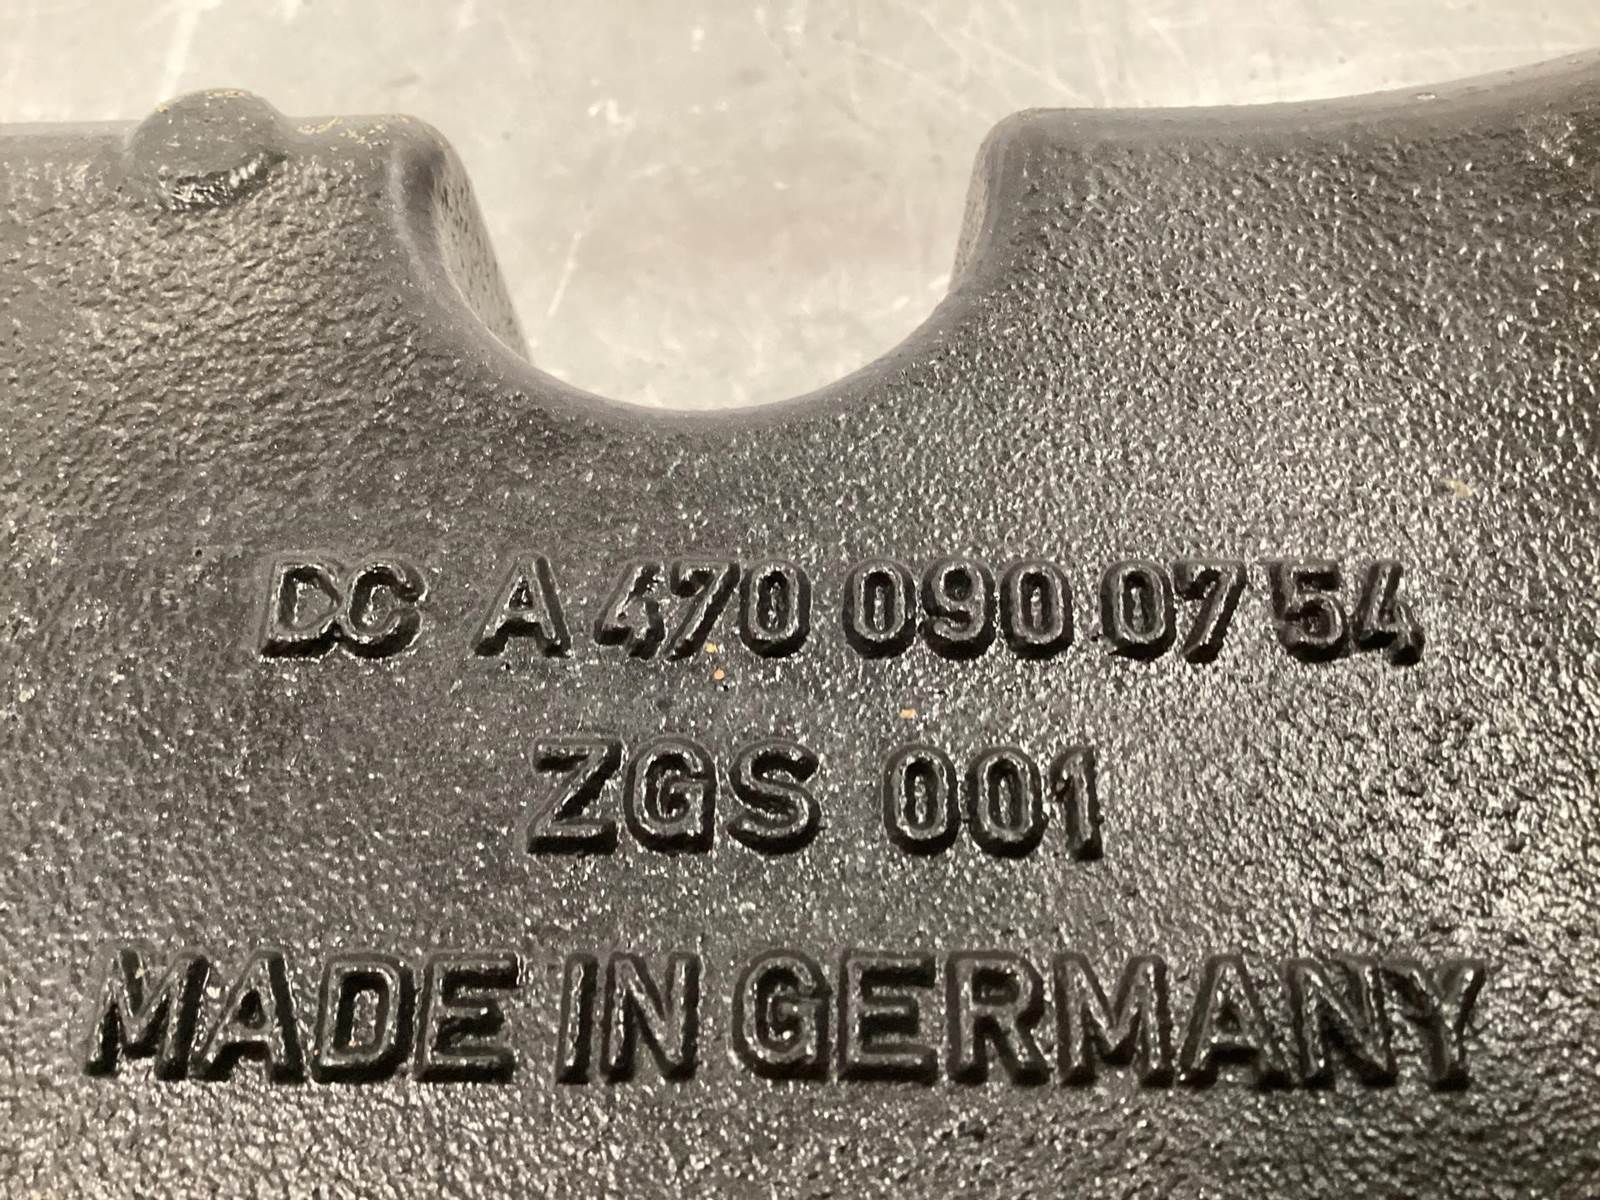 DC A 470 090 07 54
ZGS 001
MADE IN GERMANY